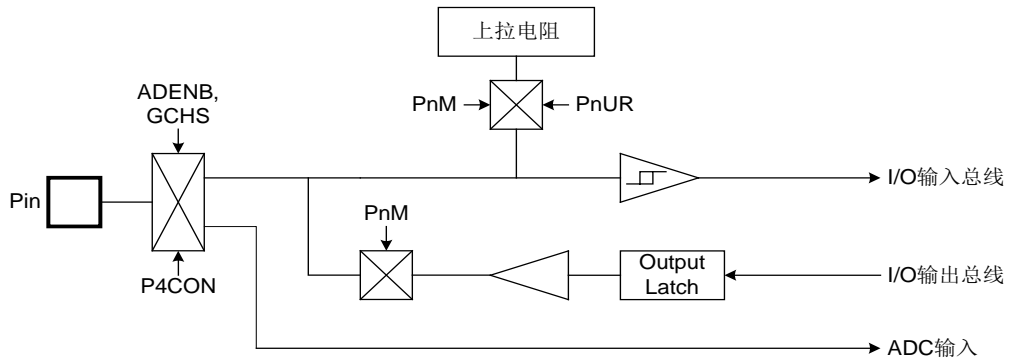 上拉电阻
ADENB,
GCHS
PnM
PnUR
Pin
I/O输入总线
PnM
Output
Latch
I/O输出总线
P4CON
ADC输入